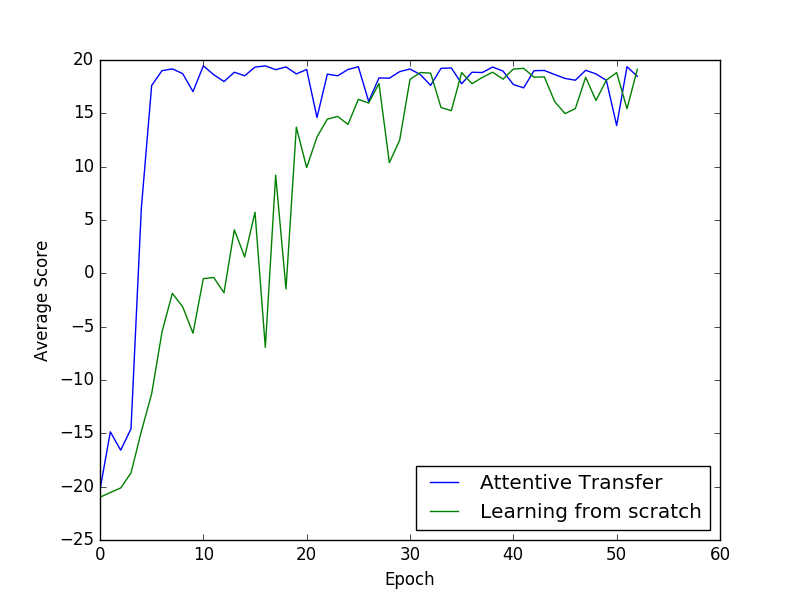 20
15
10
5
0
−5
−10
−15
−20
−25
0 10 20 30 40 50 60
Average Score
Epoch
Attentive Transfer
Learning from scratch